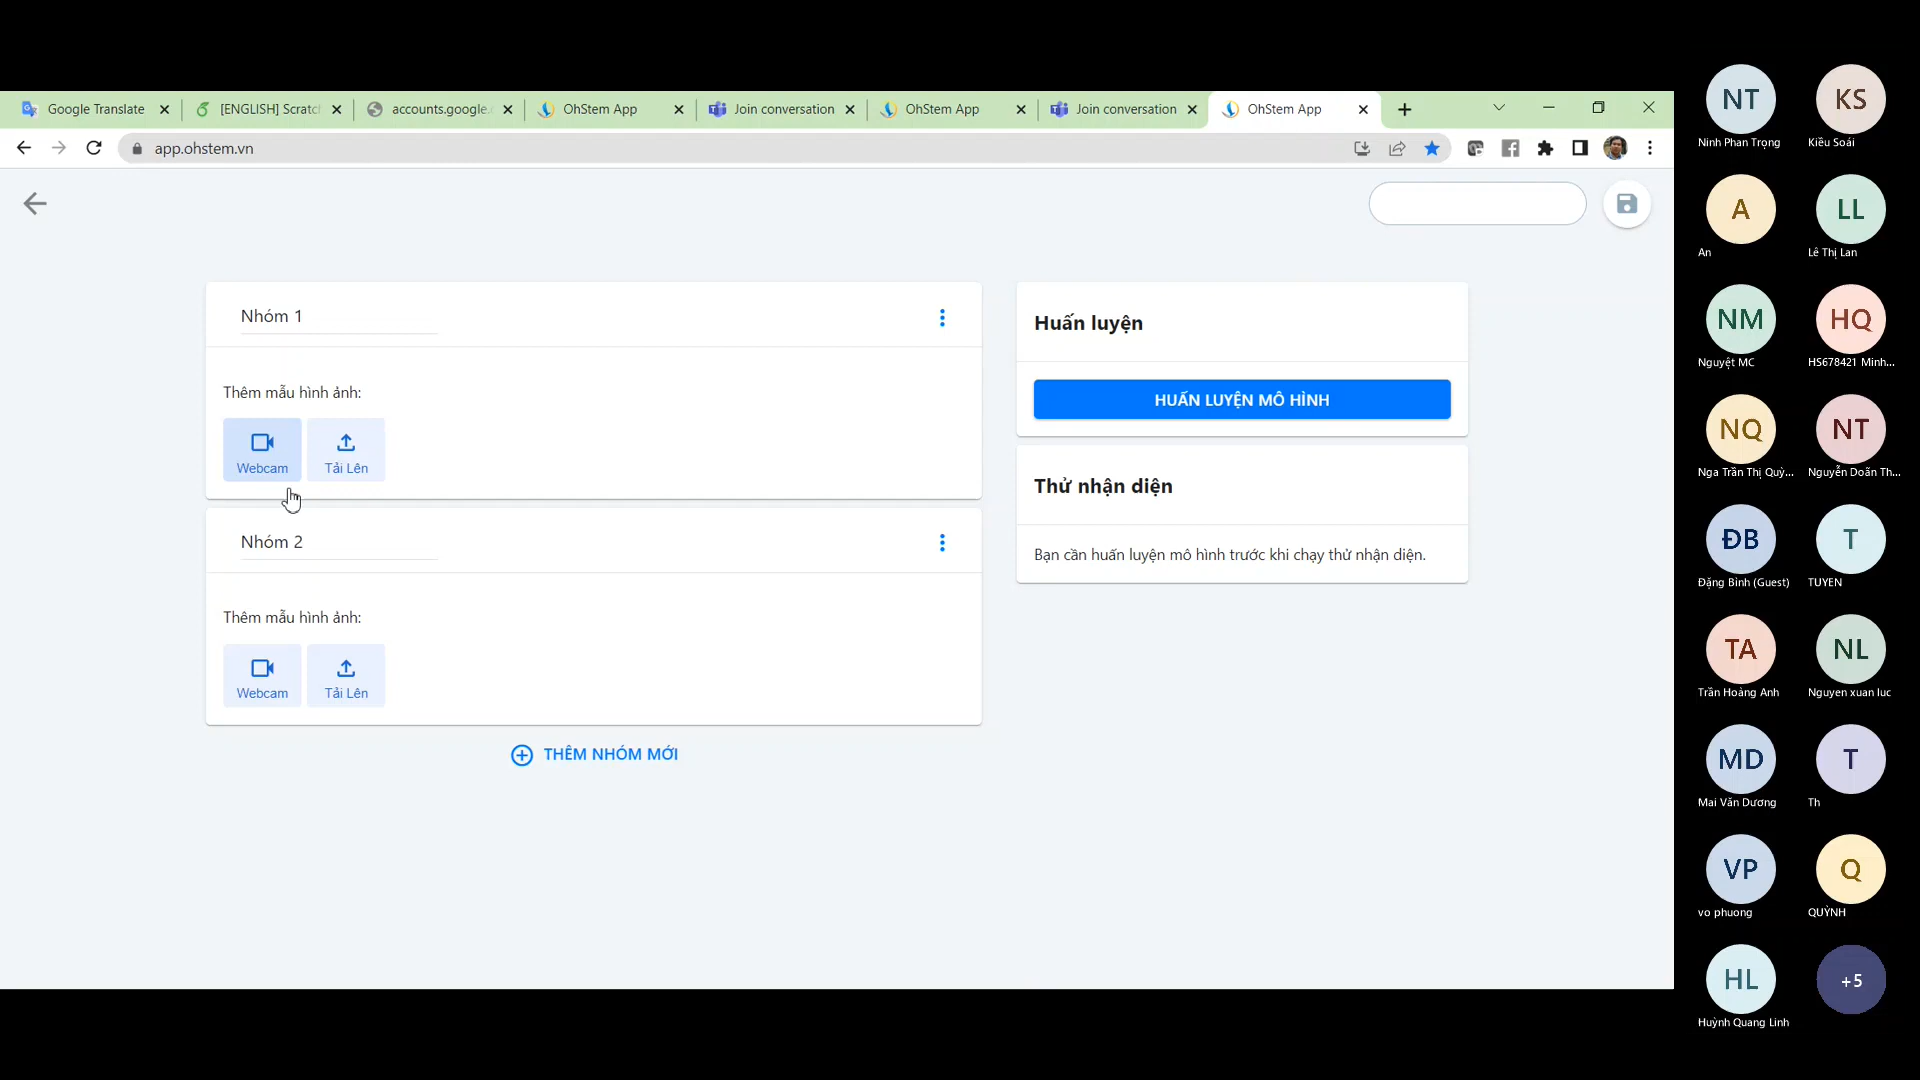 Google Translate
[ENGLISH] Scratc
accounts.google.
OhStem App
Join conversation
OhStem App
Join conversation
OhStem App
app.ohstem.vn
Nhóm 1
Thêm mẫu hình ảnh:
Webcam
Tải Lên
Nhóm 2
Thêm mẫu hình ảnh:
Webcam
Tải Lên
THÊM NHÓM MỚI
Huấn luyện
HUẤN LUYỆN MÔ HÌNH
Thử nhận diện
Bạn cần huấn luyện mô hình trước khi chạy thử nhận diện.
NT
Ninh Phan Trọng
KS
Kiều Soái
A
An
LL
Lê Thị Lan
NM
Nguyệt MC
HQ
HS678421 Minh...
NQ
Nga Trần Thị Quỳ...
NT
Nguyễn Doãn Th...
ĐB
Đặng Bình (Guest)
T
TUYEN
TA
Trần Hoàng Anh
NL
Nguyen xuan luc
MD
Mai Văn Dương
T
Th
VP
vo phuong
Q
QUỲNH
HL
Huỳnh Quang Linh
+5